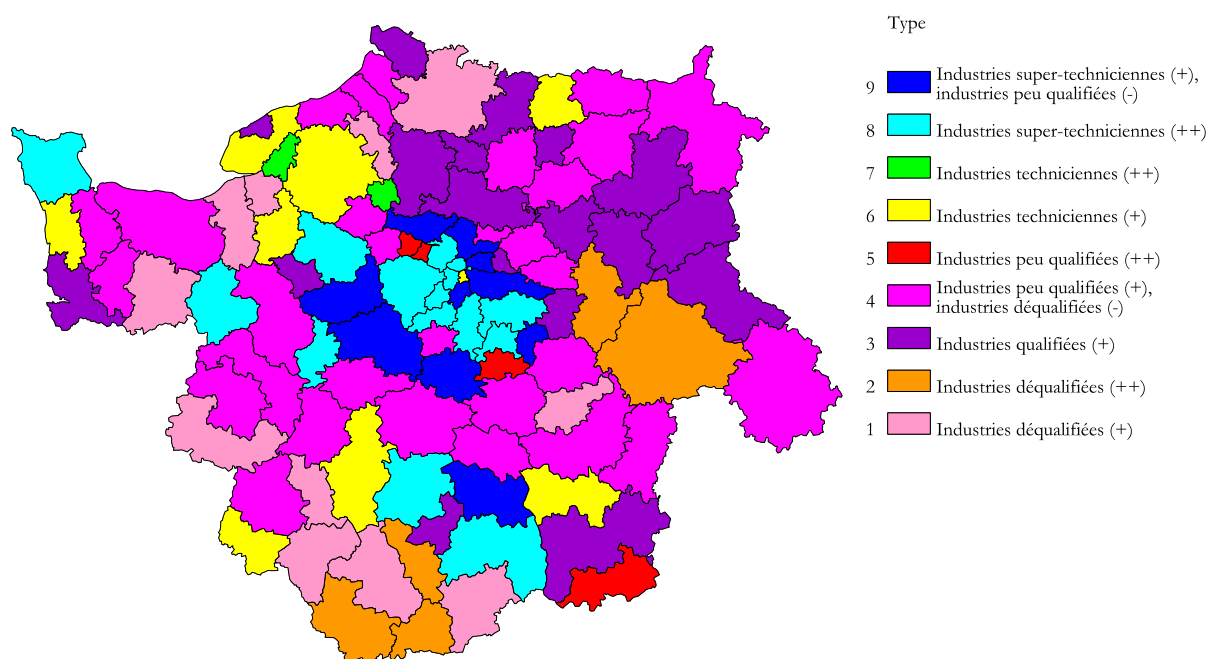 Type
9 Industries super-techniciennes (+),
industries peu qualifiées (-)
8 Industries super-techniciennes (++)
7 Industries techniciennes (++)
6 Industries techniciennes (+)
5 Industries peu qualifiées (++)
4 Industries peu qualifiées (+),
industries déqualifiées (-)
3 Industries qualifiées (+)
2 Industries déqualifiées (++)
1 Industries déqualifiées (+)